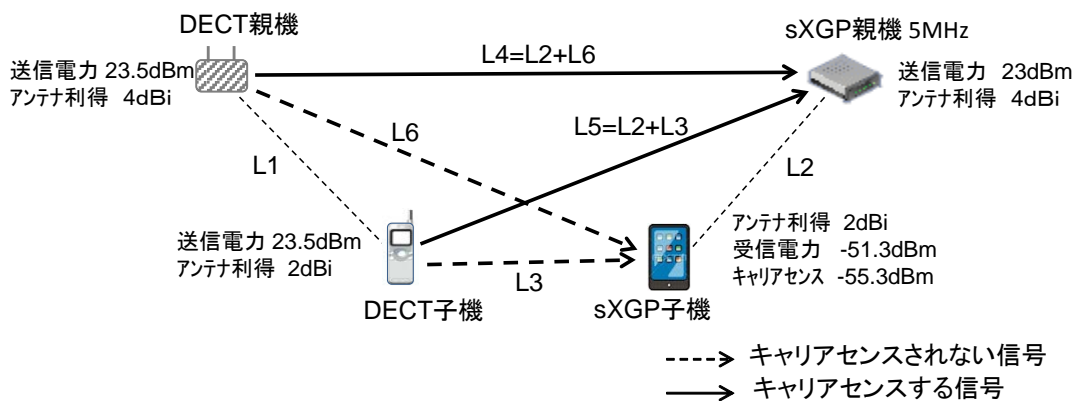 DECT親機
sXGP親機 5MHz
送信電力 23.5dBm
アンテナ利得 4dBi
L4=L2+L6
送信電力 23dBm
アンテナ利得 4dBi
L5=L2+L3
L6
L1
L2
送信電力 23.5dBm
アンテナ利得 2dBi
アンテナ利得 2dBi
受信電力 -51.3dBm
キャリアセンス -55.3dBm
L3
DECT子機
sXGP子機
キャリアセンスされない信号
キャリアセンスする信号